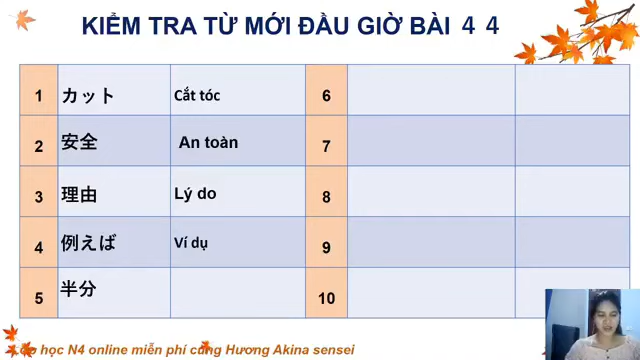 KIỂM TRA TỪ MỚI ĐẦU GIỜ BÀI ４４
1 カット Cắt tóc 6
2 安全 An toàn 7
3 理由 Lý do 8
4 例えば Ví dụ 9
5 半分 10
Lớp học N4 online miễn phí cùng Hương Akina sensei